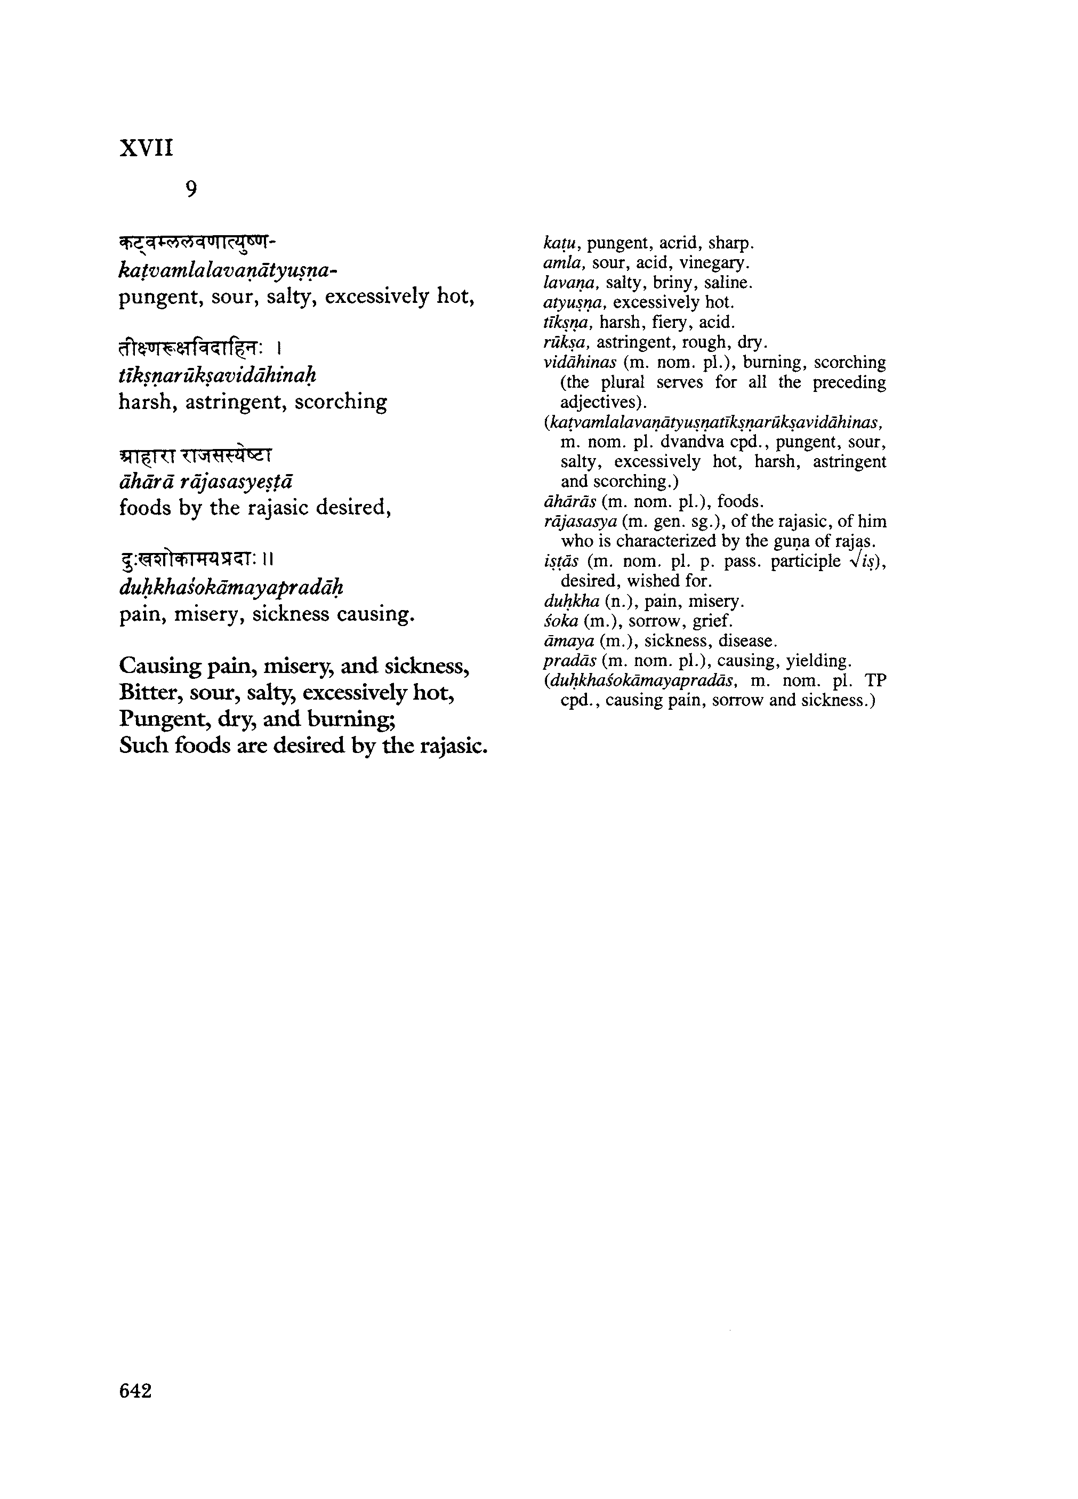 XVII
9
कट्वम्ललवणात्युष्ण-
kaṭvamlalavaṇātyuṣṇa-
pungent, sour, salty, excessively hot,
तीक्ष्णरूक्षविदाहिनः ।
tīkṣṇarūkṣavidāhinaḥ
harsh, astringent, scorching
आहारा राजसस्येष्टा
āhārā rājasasyeṣṭā
foods by the rajasic desired,
दुःखशोकामयप्रदाः ।।
duḥkhaśokāmayapradāḥ
pain, misery, sickness causing.
Causing pain, misery, and sickness,
Bitter, sour, salty, excessively hot,
Pungent, dry, and burning;
Such foods are desired by the rajasic.
kaṭu, pungent, acrid, sharp.
amla, sour, acid, vinegary.
lavaṇa, salty, briny, saline.
atyuṣṇa, excessively hot.
tīkṣṇa, harsh, fiery, acid.
rūkṣa, astringent, rough, dry.
vidāhinas (m. nom. pl.), burning, scorching
(the plural serves for all the preceding
adjectives).
(kaṭvamlalavaṇātyuṣṇatīkṣṇarūkṣavidāhinas,
m. nom. pl. dvandva cpd., pungent, sour,
salty, excessively hot, harsh, astringent
and scorching.)
āhārās (m. nom. pl.), foods.
rājasasya (m. gen. sg.), of the rajasic, of him
who is characterized by the guṇa of rajas.
iṣṭās (m. nom. pl. p. pass. participle √iṣ),
desired, wished for.
duḥkha (n.), pain, misery.
śoka (m.), sorrow, grief.
āmaya (m.), sickness, disease.
pradās (m. nom. pl.), causing, yielding.
(duḥkhaśokāmayapradās, m. nom. pl. TP
cpd., causing pain, sorrow and sickness.)
642